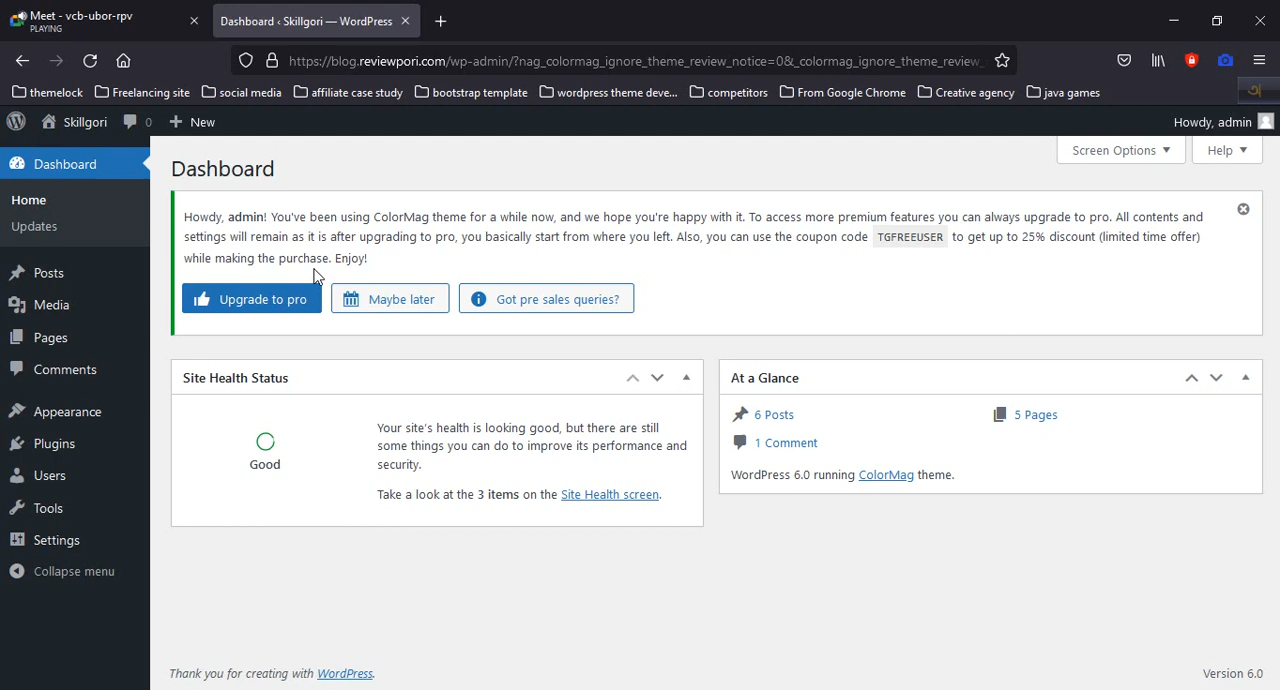 Meet - vcb-ubor-rpv
PLAYING
Dashboard ‹ Skillgori — WordPress
https://blog.reviewpori.com/wp-admin/?nag_colormag_ignore_theme_review_notice=0&_colormag_ignore_theme_review_
themelock
Freelancing site
social media
affiliate case study
bootstrap template
wordpress theme deve...
competitors
From Google Chrome
Creative agency
java games
অ
Skillgori
0
New
Howdy, admin
Dashboard
Home
Updates
Posts
Media
Pages
Comments
Appearance
Plugins
Users
Tools
Settings
Collapse menu
Screen Options
Help
Dashboard
Howdy, admin! You've been using ColorMag theme for a while now, and we hope you're happy with it. To access more premium features you can always upgrade to pro. All contents and
settings will remain as it is after upgrading to pro, you basically start from where you left. Also, you can use the coupon code TGFREEUSER to get up to 25% discount (limited time offer)
while making the purchase. Enjoy!
Upgrade to pro
Maybe later
Got pre sales queries?
Site Health Status
Good
Your site's health is looking good, but there are still
some things you can do to improve its performance and
security.
Take a look at the 3 items on the Site Health screen.
At a Glance
6 Posts
5 Pages
1 Comment
WordPress 6.0 running ColorMag theme.
Thank you for creating with WordPress.
Version 6.0